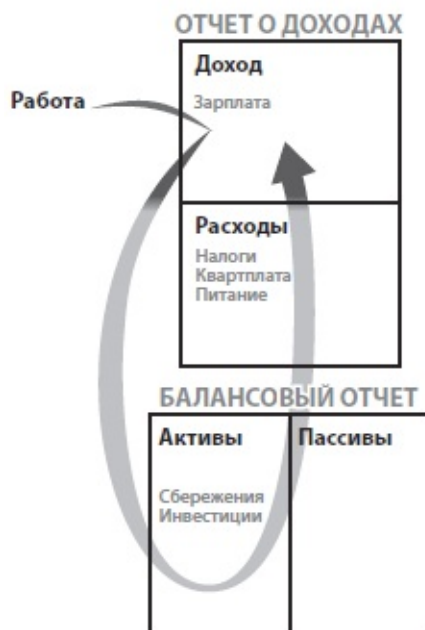 ОТЧЕТ О ДОХОДАХ
Доход
Работа
Зарплата
Расходы
Налоги
Квартплата
Питание
БАЛАНСОВЫЙ ОТЧЕТ
Активы
Пассивы
Сбережения
Инвестиции